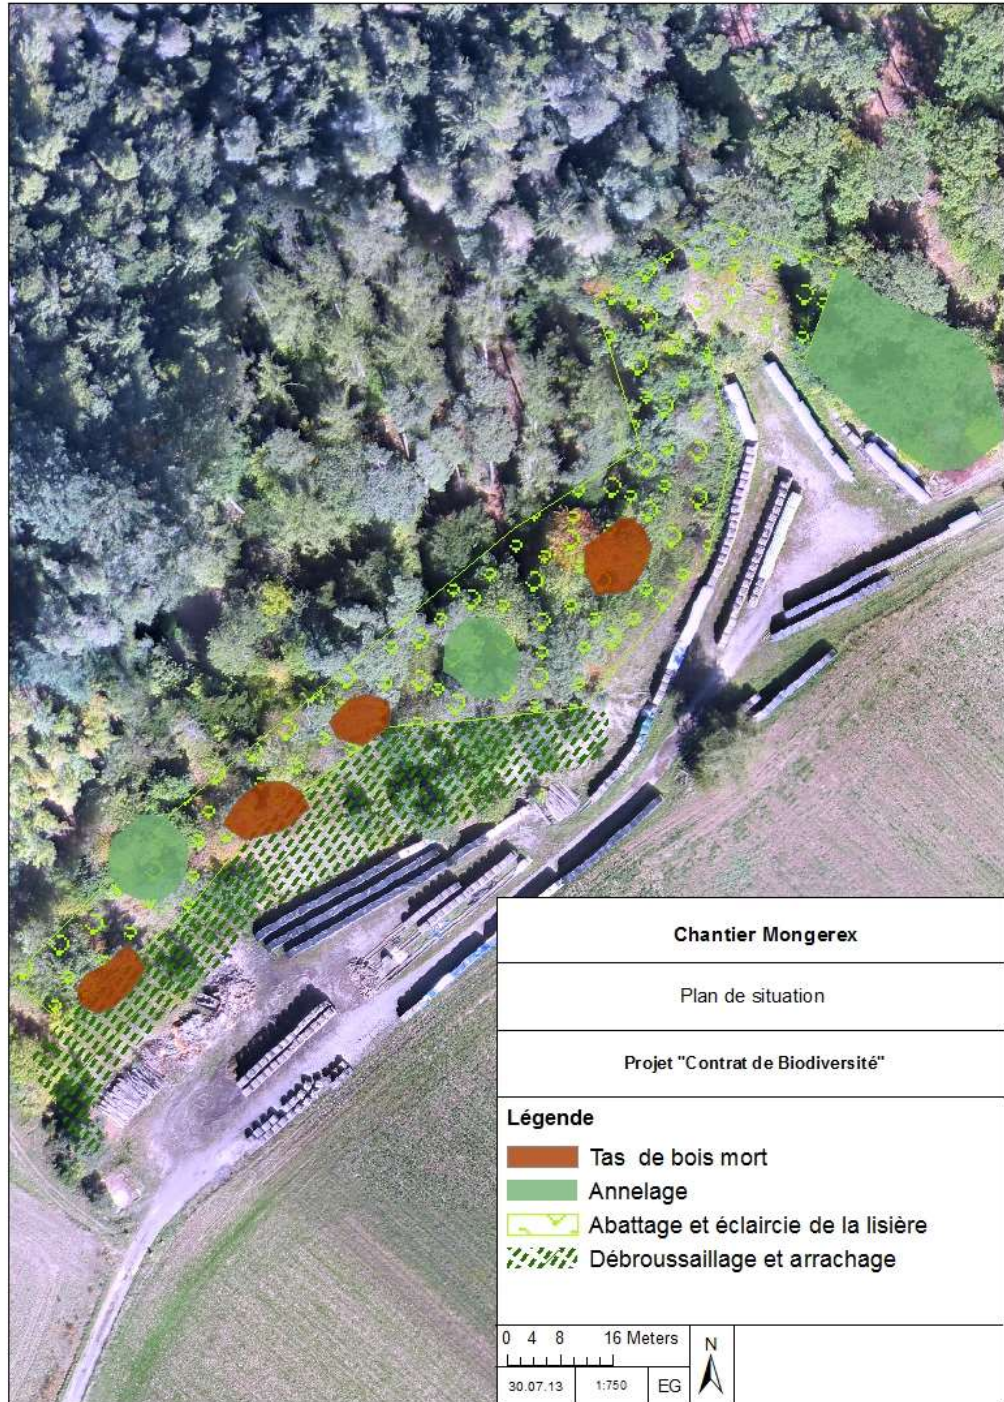 Chantier Mongerex
Plan de situation
Projet "Contrat de Biodiversité"
Légende
Tas de bois mort
Annelage
Abattage et éclaircie de la lisière
Débroussaillage et arrachage
0 4 8 16 Meters
N
30.07.13 1:750 EG